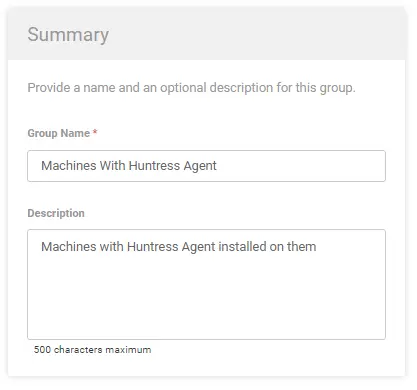 Summary
Provide a name and an optional description for this group.
Group Name *
Machines With Huntress Agent
Description
Machines with Huntress Agent installed on them
500 characters maximum